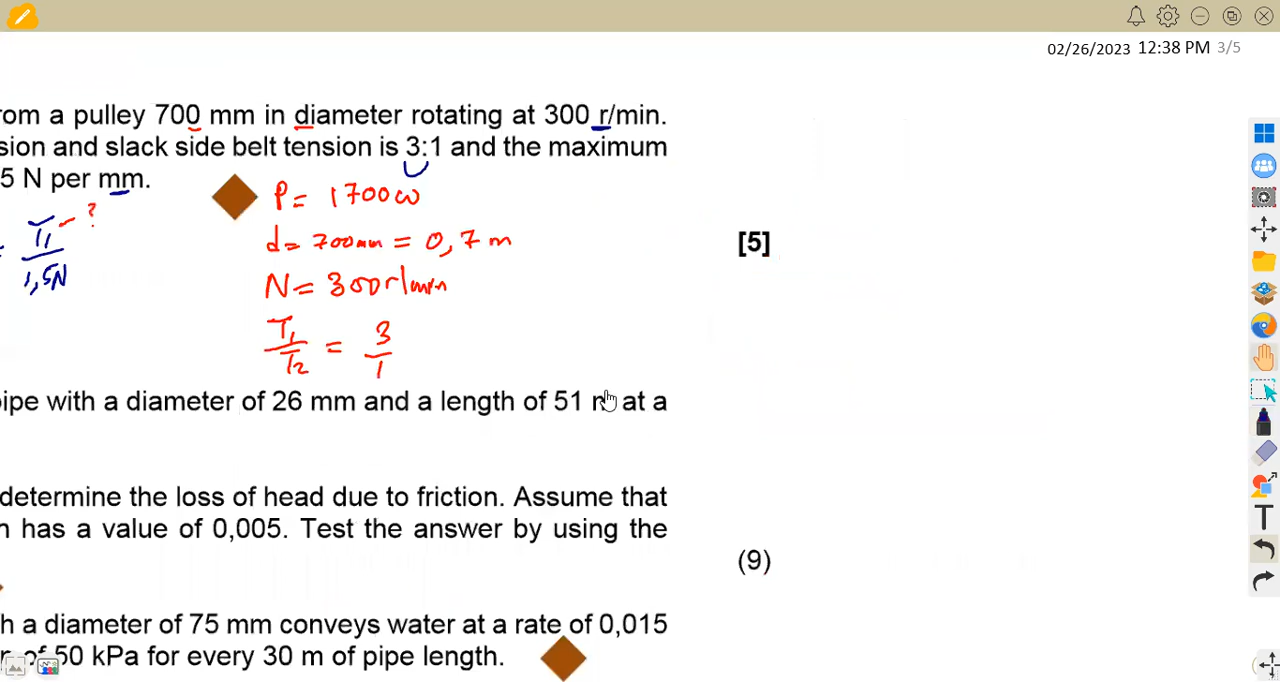 02/26/2023 12:38 PM 3/5
rom a pulley 700 mm in diameter rotating at 300 r/min.
sion and slack side belt tension is 3:1 and the maximum
5 N per mm.
P = 1700w
T1 ?
1,5N
d = 700mm = 0,7 m
[5]
N = 300r/min
T1/T2 = 3/1
pipe with a diameter of 26 mm and a length of 51 m at a
determine the loss of head due to friction. Assume that
n has a value of 0,005. Test the answer by using the
(9)
h a diameter of 75 mm conveys water at a rate of 0,015
of 50 kPa for every 30 m of pipe length.
T